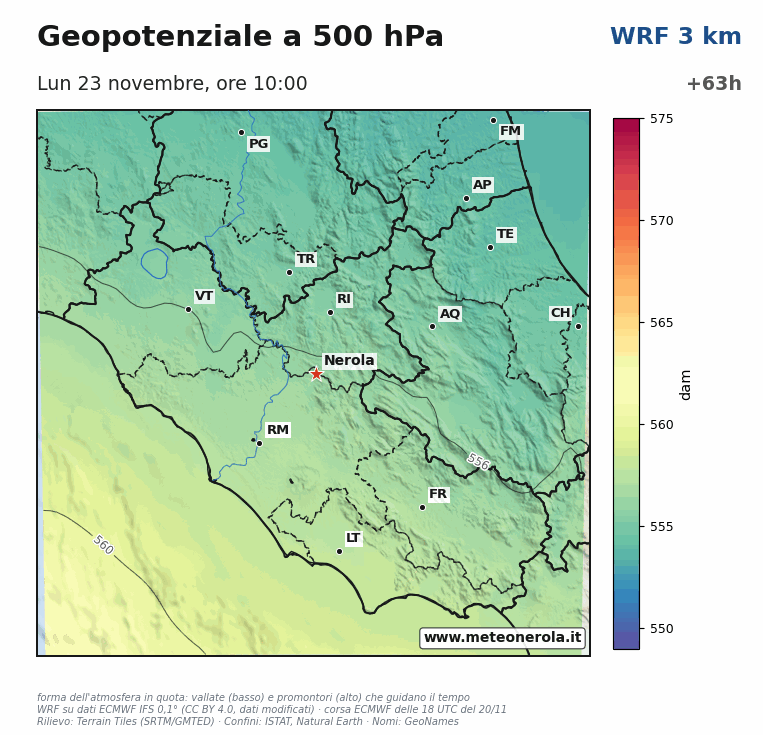 Geopotenziale a 500 hPa
WRF 3 km
Lun 23 novembre, ore 10:00
+63h
FM
PG
AP
TE
TR
VT
RI
AQ
CH
Nerola
RM
556
FR
560
LT
www.meteonerola.it
575
570
565
560
555
550
dam
forma dell'atmosfera in quota: vallate (basso) e promontori (alto) che guidano il tempo
WRF su dati ECMWF IFS 0,1° (CC BY 4.0, dati modificati) · corsa ECMWF delle 18 UTC del 20/11
Rilievo: Terrain Tiles (SRTM/GMTED) · Confini: ISTAT, Natural Earth · Nomi: GeoNames